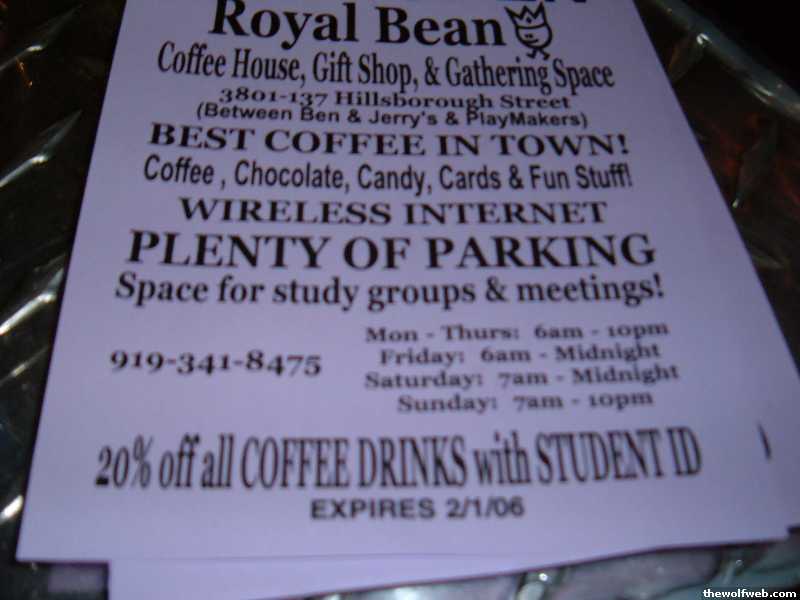 Royal Bean
Coffee House, Gift Shop, & Gathering Space
3801-137 Hillsborough Street
(Between Ben & Jerry's & PlayMakers)
BEST COFFEE IN TOWN!
Coffee , Chocolate, Candy, Cards & Fun Stuff!
WIRELESS INTERNET
PLENTY OF PARKING
Space for study groups & meetings!
919-341-8475
Mon - Thurs: 6am - 10pm
Friday: 6am - Midnight
Saturday: 7am - Midnight
Sunday: 7am - 10pm
20% off all COFFEE DRINKS with STUDENT ID
EXPIRES 2/1/06
thewolfweb.com